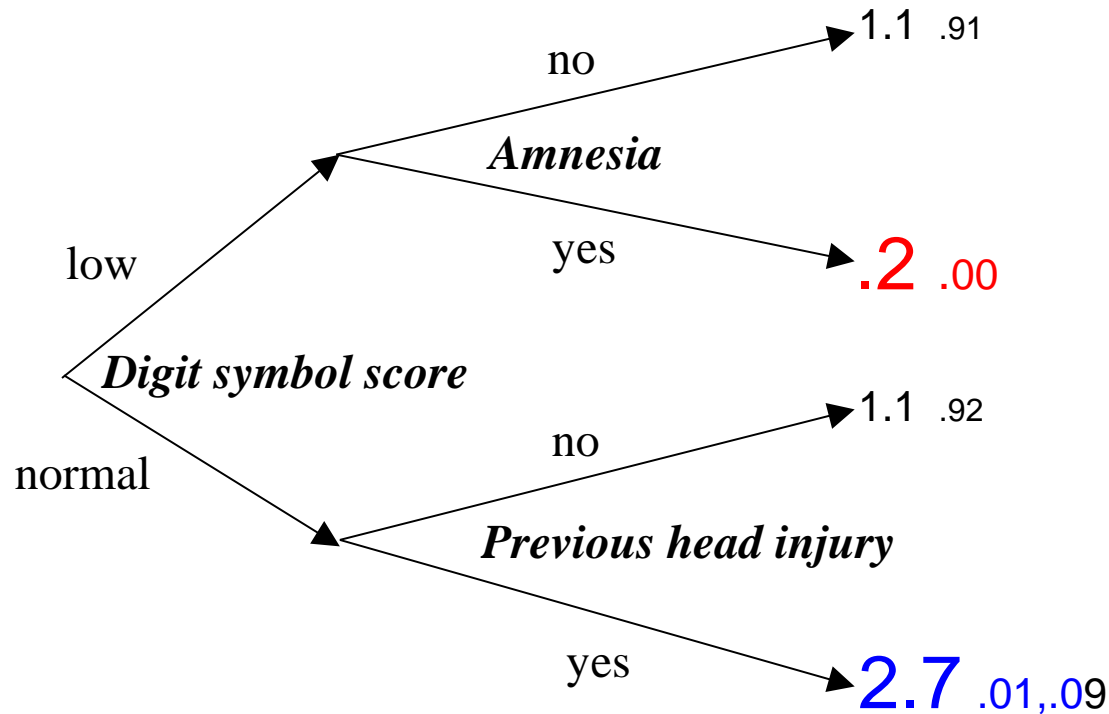 1.1 .91
no
Amnesia
yes
low
.2 .00
Digit symbol score
1.1 .92
no
normal
Previous head injury
yes
2.7 .01,.09